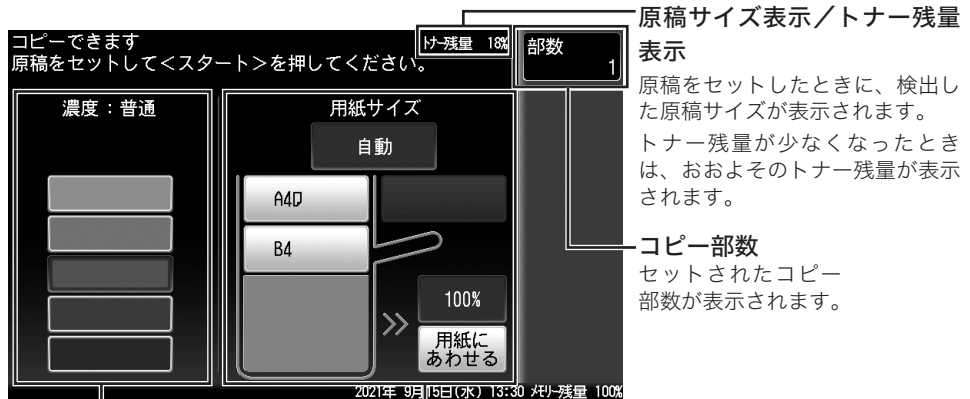 コピーできます
原稿をセットして<スタート>を押してください。
トナー残量 18%
部数
1
濃度：普通
用紙サイズ
自動
A4
B4
100%
用紙に
あわせる
2021年 9月15日(水) 13:30 メモリー残量 100%
原稿サイズ表示／トナー残量
表示
原稿をセットしたときに、検出し
た原稿サイズが表示されます。
トナー残量が少なくなったとき
は、おおよそのトナー残量が表示
されます。
コピー部数
セットされたコピー
部数が表示されます。